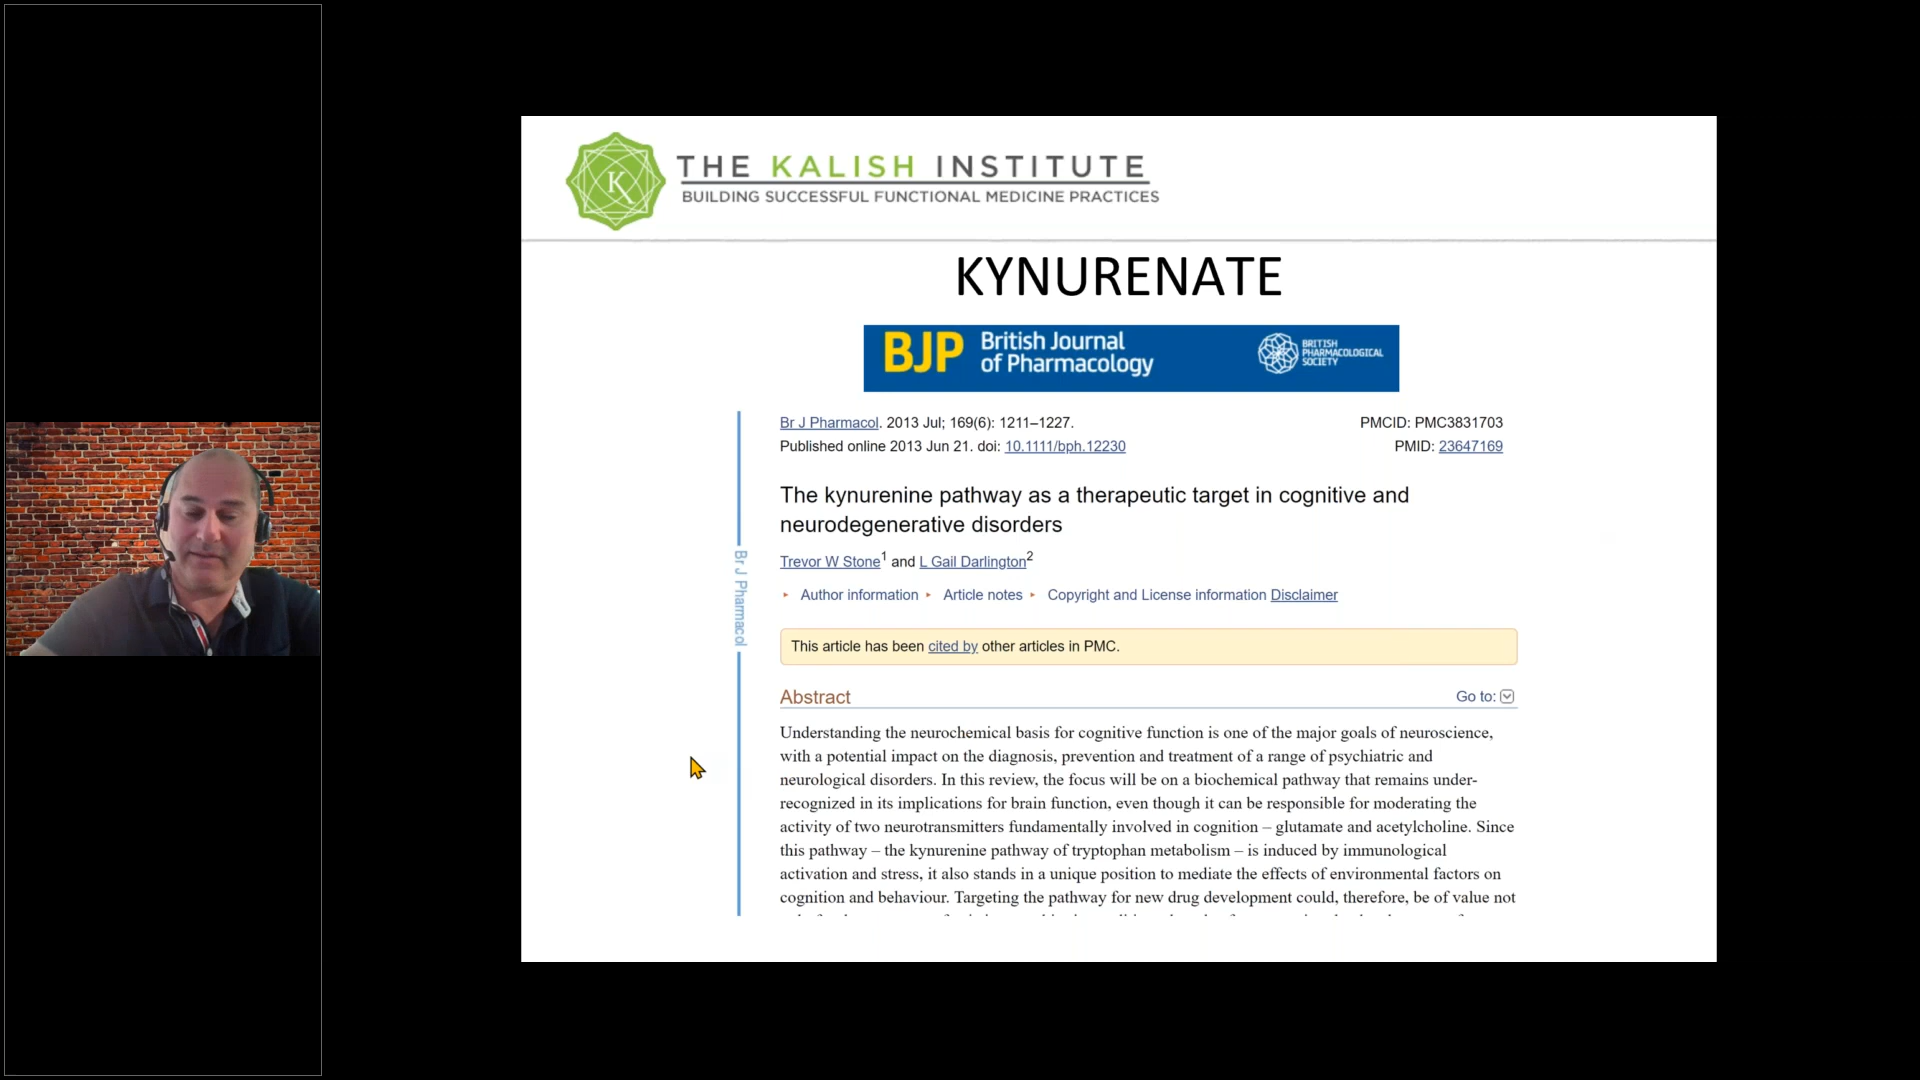 K
THE KALISH INSTITUTE
BUILDING SUCCESSFUL FUNCTIONAL MEDICINE PRACTICES
KYNURENATE
BJP British Journal of Pharmacology
BRITISH PHARMACOLOGICAL SOCIETY
Br J Pharmacol. 2013 Jul; 169(6): 1211–1227.
PMCID: PMC3831703
Published online 2013 Jun 21. doi: 10.1111/bph.12230
PMID: 23647169
The kynurenine pathway as a therapeutic target in cognitive and
neurodegenerative disorders
Trevor W Stone1 and L Gail Darlington2
Br J Pharmacol
Author information Article notes Copyright and License information Disclaimer
This article has been cited by other articles in PMC.
Abstract
Go to:
Understanding the neurochemical basis for cognitive function is one of the major goals of neuroscience,
with a potential impact on the diagnosis, prevention and treatment of a range of psychiatric and
neurological disorders. In this review, the focus will be on a biochemical pathway that remains under-
recognized in its implications for brain function, even though it can be responsible for moderating the
activity of two neurotransmitters fundamentally involved in cognition – glutamate and acetylcholine. Since
this pathway – the kynurenine pathway of tryptophan metabolism – is induced by immunological
activation and stress, it also stands in a unique position to mediate the effects of environmental factors on
cognition and behaviour. Targeting the pathway for new drug development could, therefore, be of value not